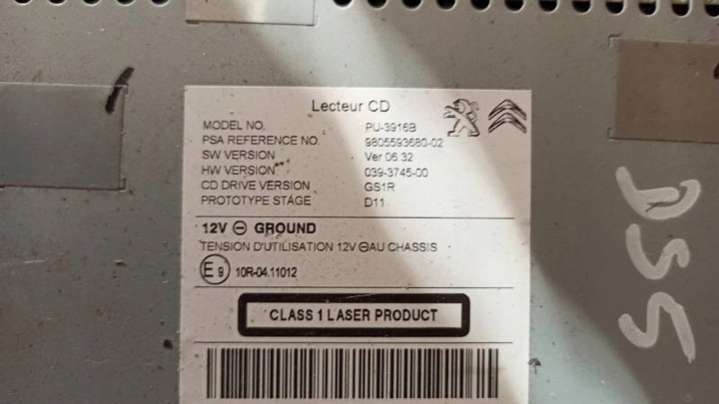 Lecteur CD
MODEL NO. PU-3916B
PSA REFERENCE NO. 9805593680-02
SW VERSION Ver 06.32
HW VERSION 039-3745-00
CD DRIVE VERSION GS1R
PROTOTYPE STAGE D11
12V ⊖ GROUND
TENSION D'UTILISATION 12V ⊖ AU CHASSIS
E9 10R-04.11012
CLASS 1 LASER PRODUCT